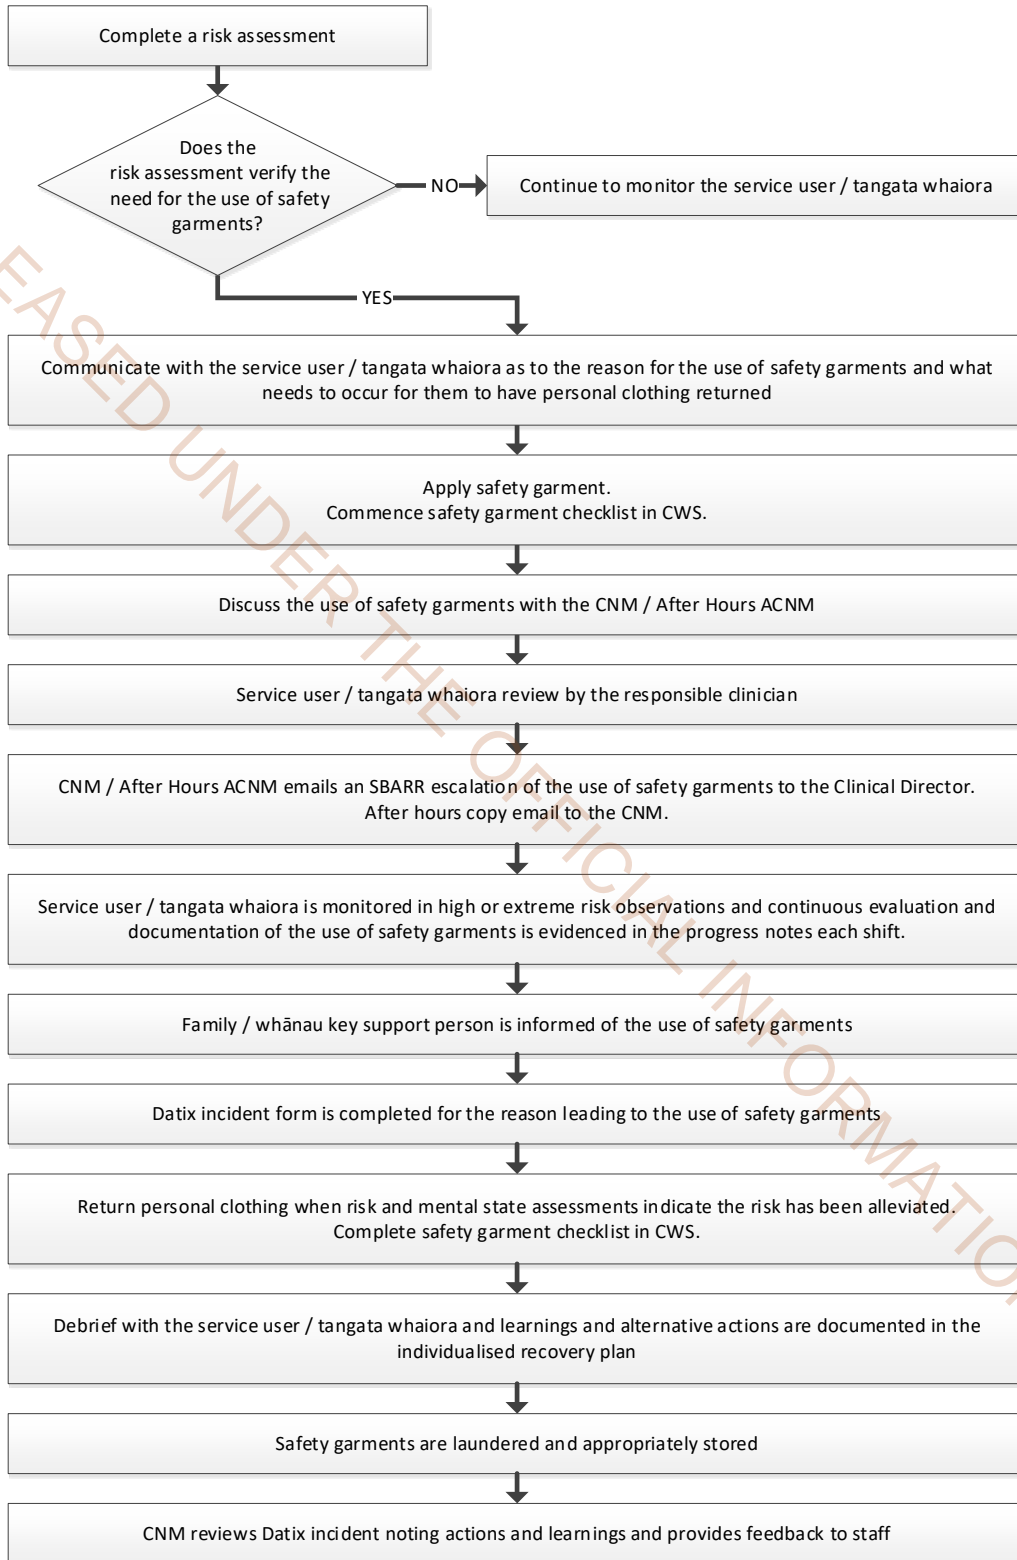 Complete a risk assessment
Does the
risk assessment verify the
need for the use of safety
garments?
NO
Continue to monitor the service user / tangata whaiora
YES
Communicate with the service user / tangata whaiora as to the reason for the use of safety garments and what
needs to occur for them to have personal clothing returned
Apply safety garment.
Commence safety garment checklist in CWS.
Discuss the use of safety garments with the CNM / After Hours ACNM
Service user / tangata whaiora review by the responsible clinician
CNM / After Hours ACNM emails an SBARR escalation of the use of safety garments to the Clinical Director.
After hours copy email to the CNM.
Service user / tangata whaiora is monitored in high or extreme risk observations and continuous evaluation and
documentation of the use of safety garments is evidenced in the progress notes each shift.
Family / whānau key support person is informed of the use of safety garments
Datix incident form is completed for the reason leading to the use of safety garments
Return personal clothing when risk and mental state assessments indicate the risk has been alleviated.
Complete safety garment checklist in CWS.
Debrief with the service user / tangata whaiora and learnings and alternative actions are documented in the
individualised recovery plan
Safety garments are laundered and appropriately stored
CNM reviews Datix incident noting actions and learnings and provides feedback to staff
EASED UNDER THE OFFICIAL INFORMATIO